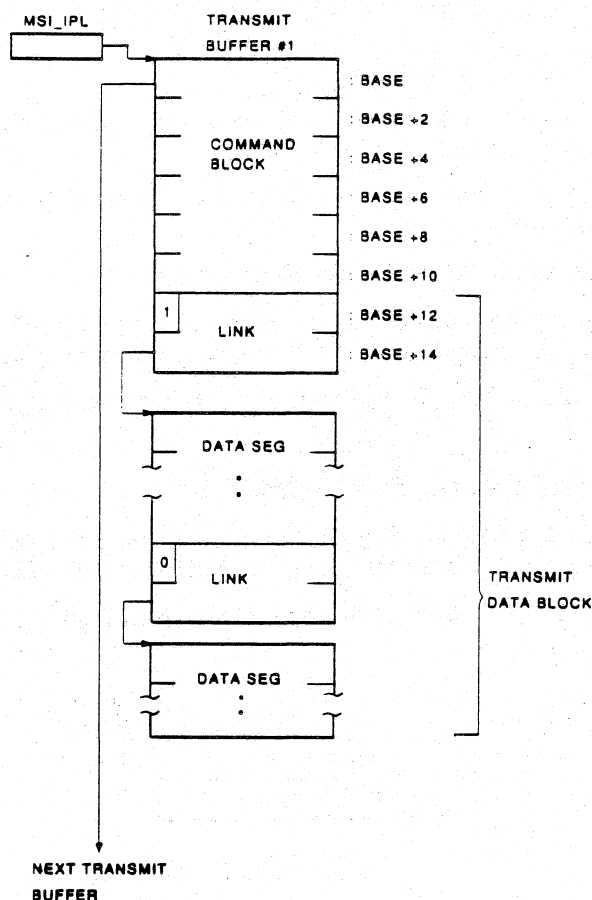 MSI_IPL
TRANSMIT
BUFFER #1
: BASE
: BASE +2
COMMAND
BLOCK
: BASE +4
: BASE +6
: BASE +8
: BASE +10
1
LINK
: BASE +12
: BASE +14
DATA SEG
0
LINK
TRANSMIT
DATA BLOCK
DATA SEG
NEXT TRANSMIT
BUFFER